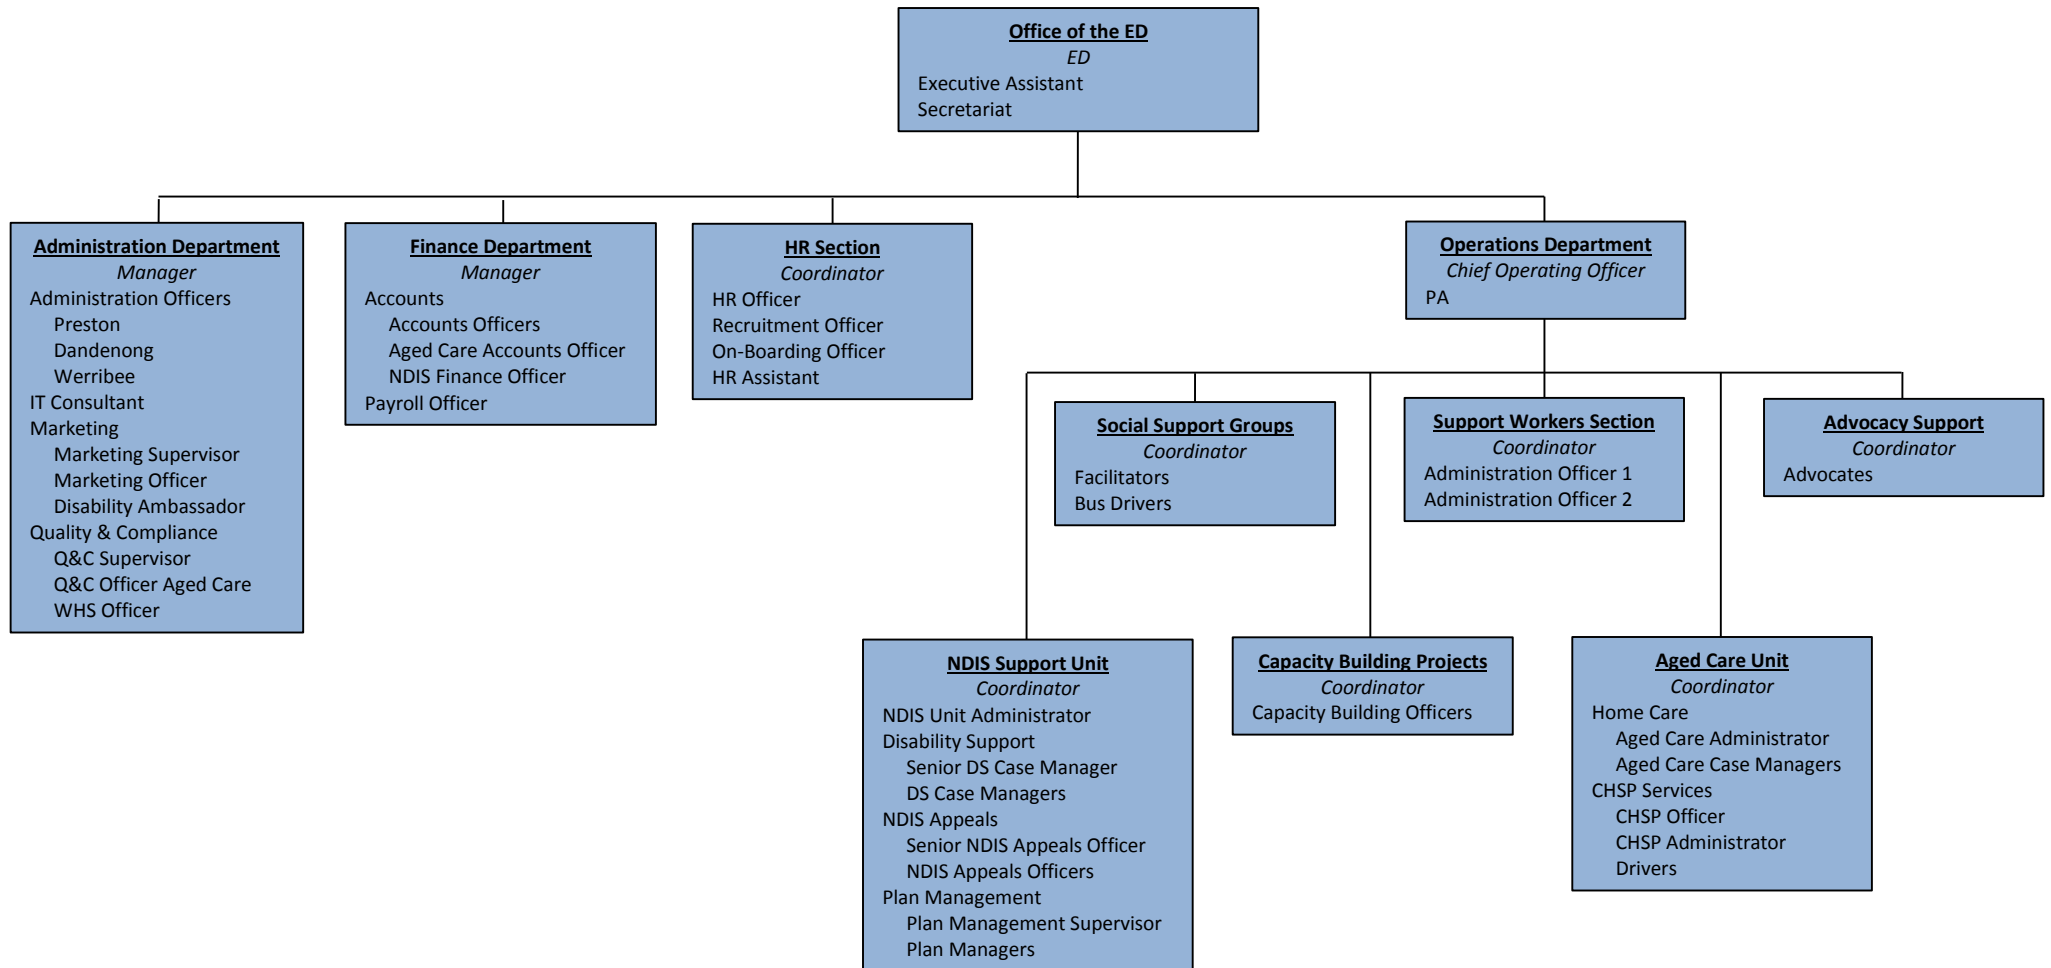 Office of the ED
ED
Executive Assistant
Secretariat
Administration Department
Manager
Administration Officers
Preston
Dandenong
Werribee
IT Consultant
Marketing
Marketing Supervisor
Marketing Officer
Disability Ambassador
Quality & Compliance
Q&C Supervisor
Q&C Officer Aged Care
WHS Officer
Finance Department
Manager
Accounts
Accounts Officers
Aged Care Accounts Officer
NDIS Finance Officer
Payroll Officer
HR Section
Coordinator
HR Officer
Recruitment Officer
On-Boarding Officer
HR Assistant
Operations Department
Chief Operating Officer
PA
Social Support Groups
Coordinator
Facilitators
Bus Drivers
Support Workers Section
Coordinator
Administration Officer 1
Administration Officer 2
Advocacy Support
Coordinator
Advocates
NDIS Support Unit
Coordinator
NDIS Unit Administrator
Disability Support
Senior DS Case Manager
DS Case Managers
NDIS Appeals
Senior NDIS Appeals Officer
NDIS Appeals Officers
Plan Management
Plan Management Supervisor
Plan Managers
Capacity Building Projects
Coordinator
Capacity Building Officers
Aged Care Unit
Coordinator
Home Care
Aged Care Administrator
Aged Care Case Managers
CHSP Services
CHSP Officer
CHSP Administrator
Drivers